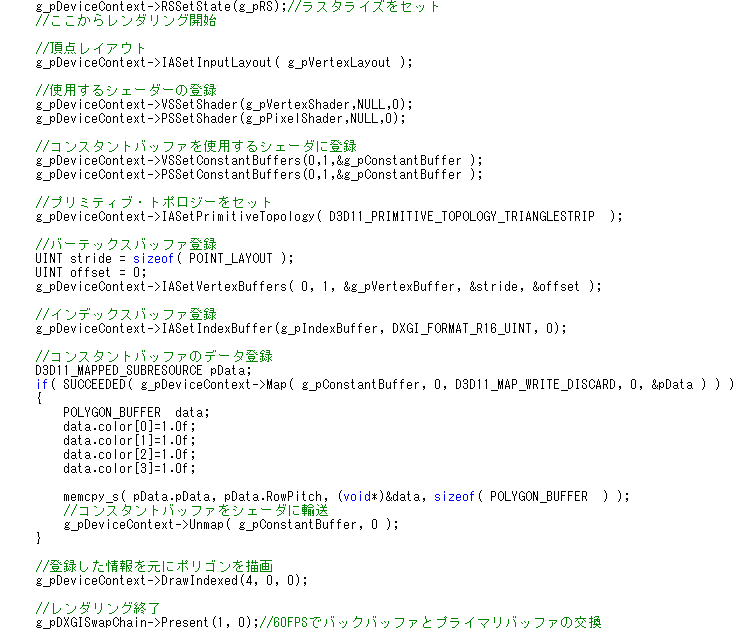 g_pDeviceContext->RSSetState(g_pRS);//ラスタライズをセット
//ここからレンダリング開始
//頂点レイアウト
g_pDeviceContext->IASetInputLayout( g_pVertexLayout );
//使用するシェーダーの登録
g_pDeviceContext->VSSetShader(g_pVertexShader,NULL,0);
g_pDeviceContext->PSSetShader(g_pPixelShader,NULL,0);
//コンスタントバッファを使用するシェーダに登録
g_pDeviceContext->VSSetConstantBuffers(0,1,&g_pConstantBuffer );
g_pDeviceContext->PSSetConstantBuffers(0,1,&g_pConstantBuffer );
//プリミティブ・トポロジーをセット
g_pDeviceContext->IASetPrimitiveTopology( D3D11_PRIMITIVE_TOPOLOGY_TRIANGLESTRIP  );
//バーテックスバッファ登録
UINT stride = sizeof( POINT_LAYOUT );
UINT offset = 0;
g_pDeviceContext->IASetVertexBuffers( 0, 1, &g_pVertexBuffer, &stride, &offset );
//インデックスバッファ登録
g_pDeviceContext->IASetIndexBuffer(g_pIndexBuffer, DXGI_FORMAT_R16_UINT, 0);
//コンスタントバッファのデータ登録
D3D11_MAPPED_SUBRESOURCE pData;
if( SUCCEEDED( g_pDeviceContext->Map( g_pConstantBuffer, 0, D3D11_MAP_WRITE_DISCARD, 0, &pData ) ) )
{
POLYGON_BUFFER  data;
data.color[0]=1.0f;
data.color[1]=1.0f;
data.color[2]=1.0f;
data.color[3]=1.0f;
memcpy_s( pData.pData, pData.RowPitch, (void*)&data, sizeof( POLYGON_BUFFER  ) );
//コンスタントバッファをシェーダに輸送
g_pDeviceContext->Unmap( g_pConstantBuffer, 0 );
}
//登録した情報を元にポリゴンを描画
g_pDeviceContext->DrawIndexed(4, 0, 0);
//レンダリング終了
g_pDXGISwapChain->Present(1, 0);//60FPSでバックバッファとプライマリバッファの交換